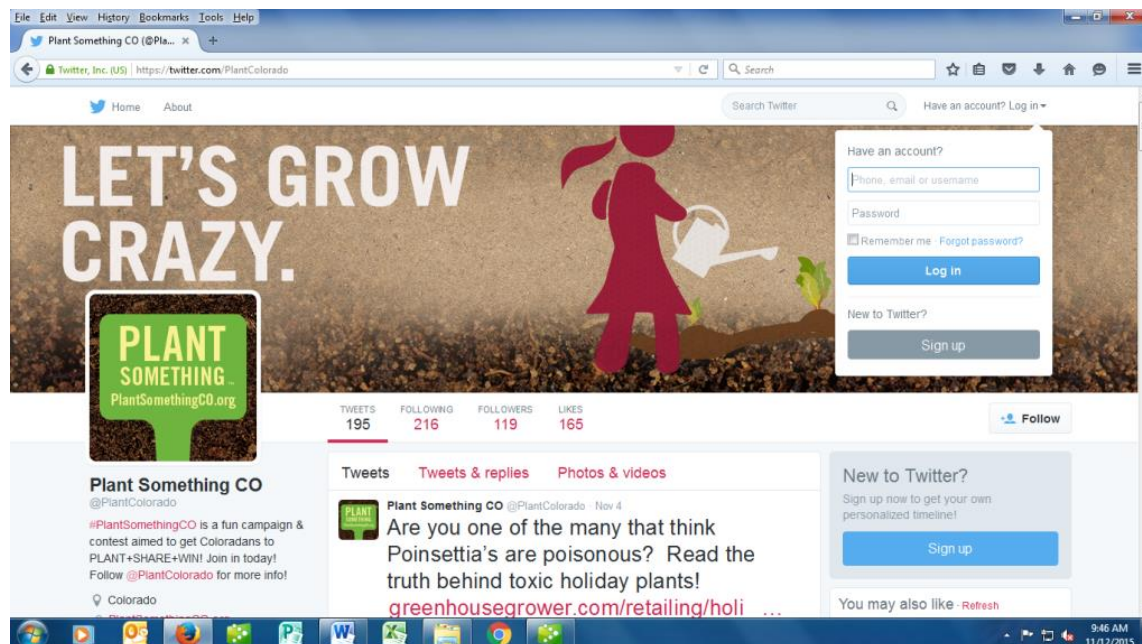 File Edit View History Bookmarks Tools Help
Plant Something CO (@Pla...
Twitter, Inc. (US) https://twitter.com/PlantColorado
Search
Home About
Search Twitter
Have an account? Log in
LET'S GROW
CRAZY.
Have an account?
Phone, email or username
Password
Remember me · Forgot password?
Log in
New to Twitter?
Sign up
PLANT
SOMETHING
PlantSomethingCO.org
TWEETS FOLLOWING FOLLOWERS LIKES
195 216 119 165
Follow
Plant Something CO
@PlantColorado
#PlantSomethingCO is a fun campaign &
contest aimed to get Coloradans to
PLANT+SHARE+WIN! Join in today!
Follow @PlantColorado for more info!
Colorado
PlantSomethingCO.org
Tweets Tweets & replies Photos & videos
Plant Something CO @PlantColorado · Nov 4
Are you one of the many that think
Poinsettia's are poisonous? Read the
truth behind toxic holiday plants!
greenhousegrower.com/retailing/holi ...
New to Twitter?
Sign up now to get your own
personalized timeline!
Sign up
You may also like · Refresh
9:46 AM
11/12/2015